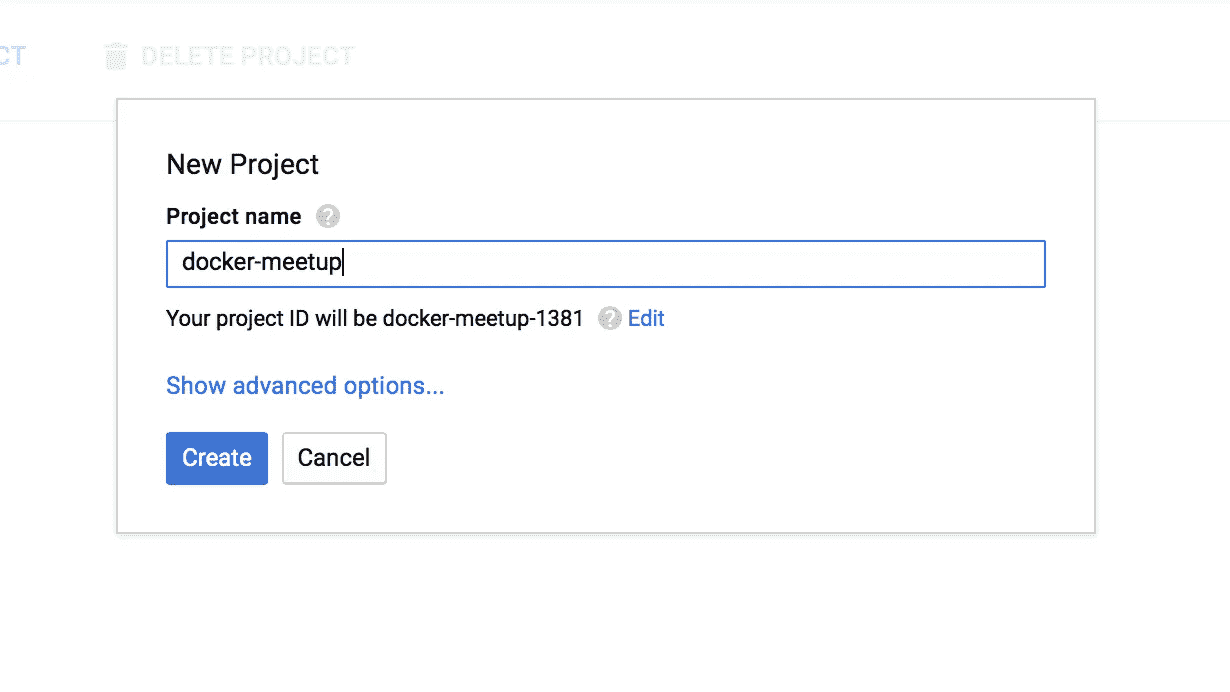 CT DELETE PROJECT
New Project
Project name ?
docker-meetup
Your project ID will be docker-meetup-1381 ? Edit
Show advanced options...
Create Cancel